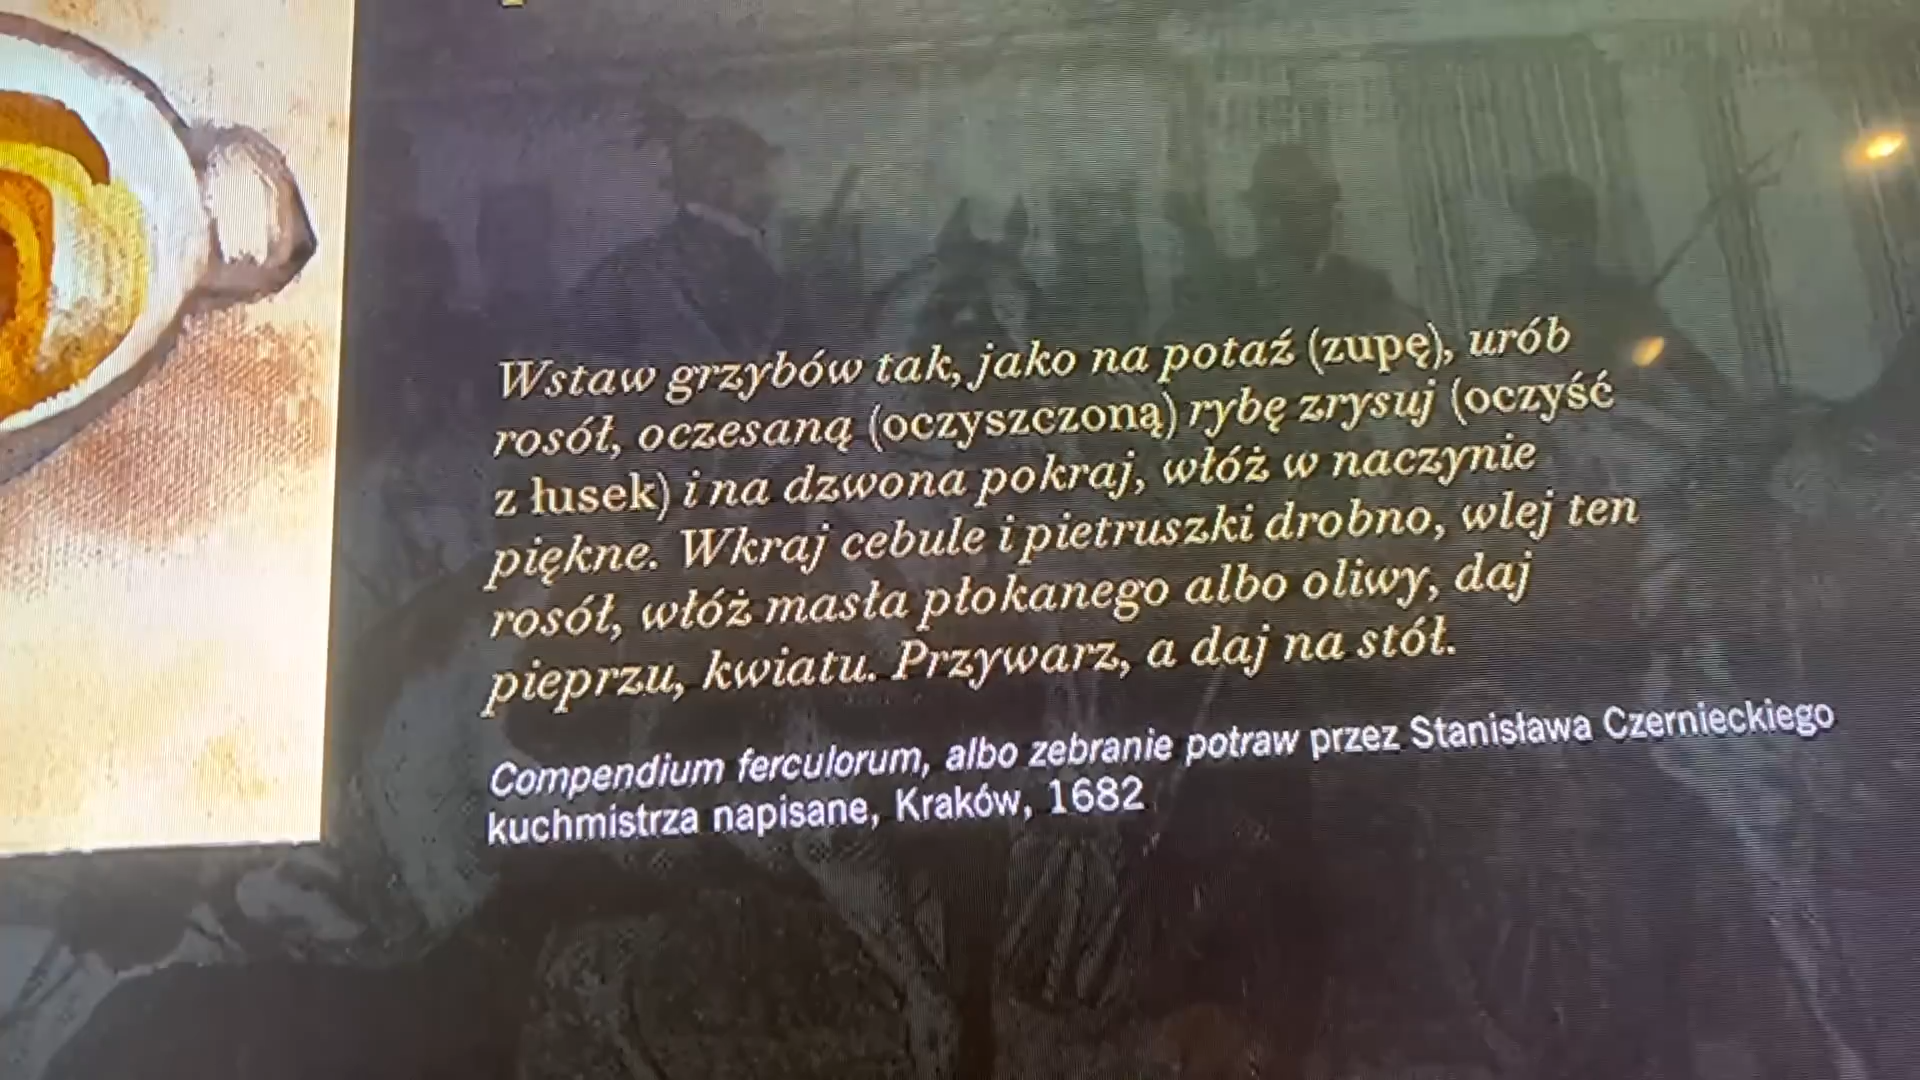 Wstaw grzybów tak, jako na potaź (zupę), urób
rosół, oczesaną (oczyszczoną) rybę zrysuj (oczyść
z łusek) i na dzwona pokraj, włóż w naczynie
piękne. Wkraj cebule i pietruszki drobno, wlej ten
rosół, włóż masła płokanego albo oliwy, daj
pieprzu, kwiatu. Przywarz, a daj na stół.
Compendium ferculorum, albo zebranie potraw przez Stanisława Czernieckiego
kuchmistrza napisane, Kraków, 1682